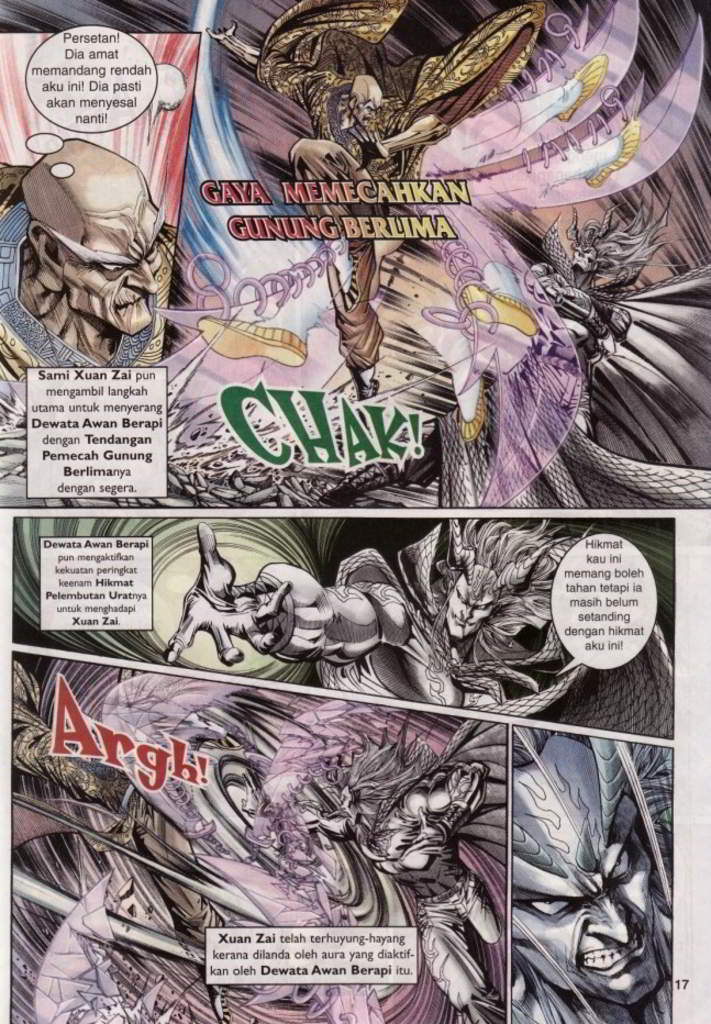 Persetan!
Dia amat
memandang rendah
aku ini! Dia pasti
akan menyesal
nanti!
GAYA MEMECAHKAN
GUNUNG BERLIMA
Sami Xuan Zai pun
mengambil langkah
utama untuk menyerang
Dewata Awan Berapi
dengan Tendangan
Pemecah Gunung
Berlimanya
dengan segera.
CHAK!
Dewata Awan Berapi
pun mengaktifkan
kekuatan peringkat
keenam Hikmat
Pelembutan Uratnya
untuk menghadapi
Xuan Zai.
Hikmat
kau ini
memang boleh
tahan tetapi ia
masih belum
setanding
dengan hikmat
aku ini!
Argh!
Xuan Zai telah terhuyung-hayang
kerana dilanda oleh aura yang diaktif-
kan oleh Dewata Awan Berapi itu.
17